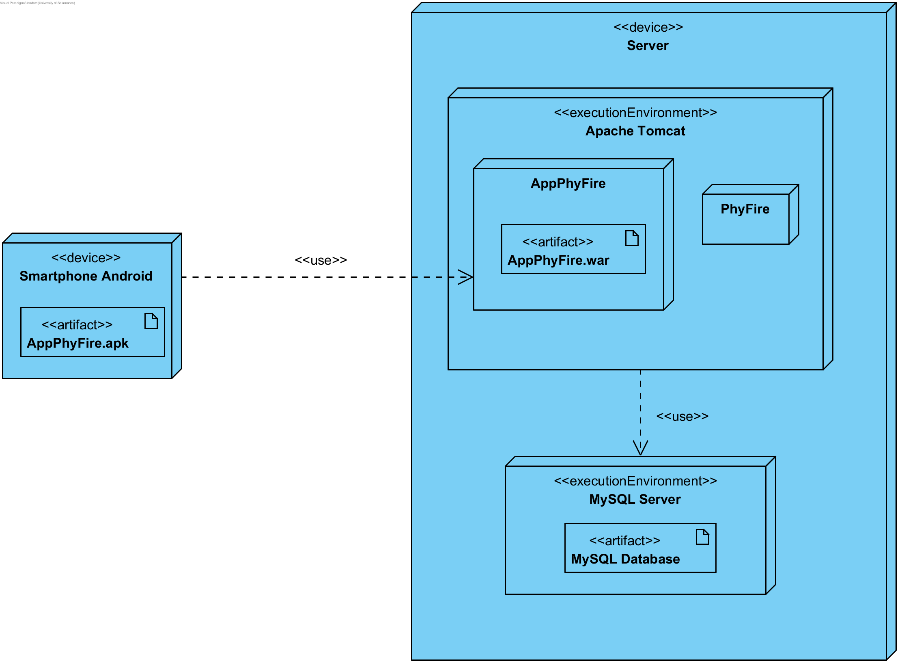 <<device>>
Server
<<executionEnvironment>>
Apache Tomcat
AppPhyFire
<<artifact>>
AppPhyFire.war
PhyFire
<<device>>
Smartphone Android
<<artifact>>
AppPhyFire.apk
<<use>>
<<use>>
<<executionEnvironment>>
MySQL Server
<<artifact>>
MySQL Database